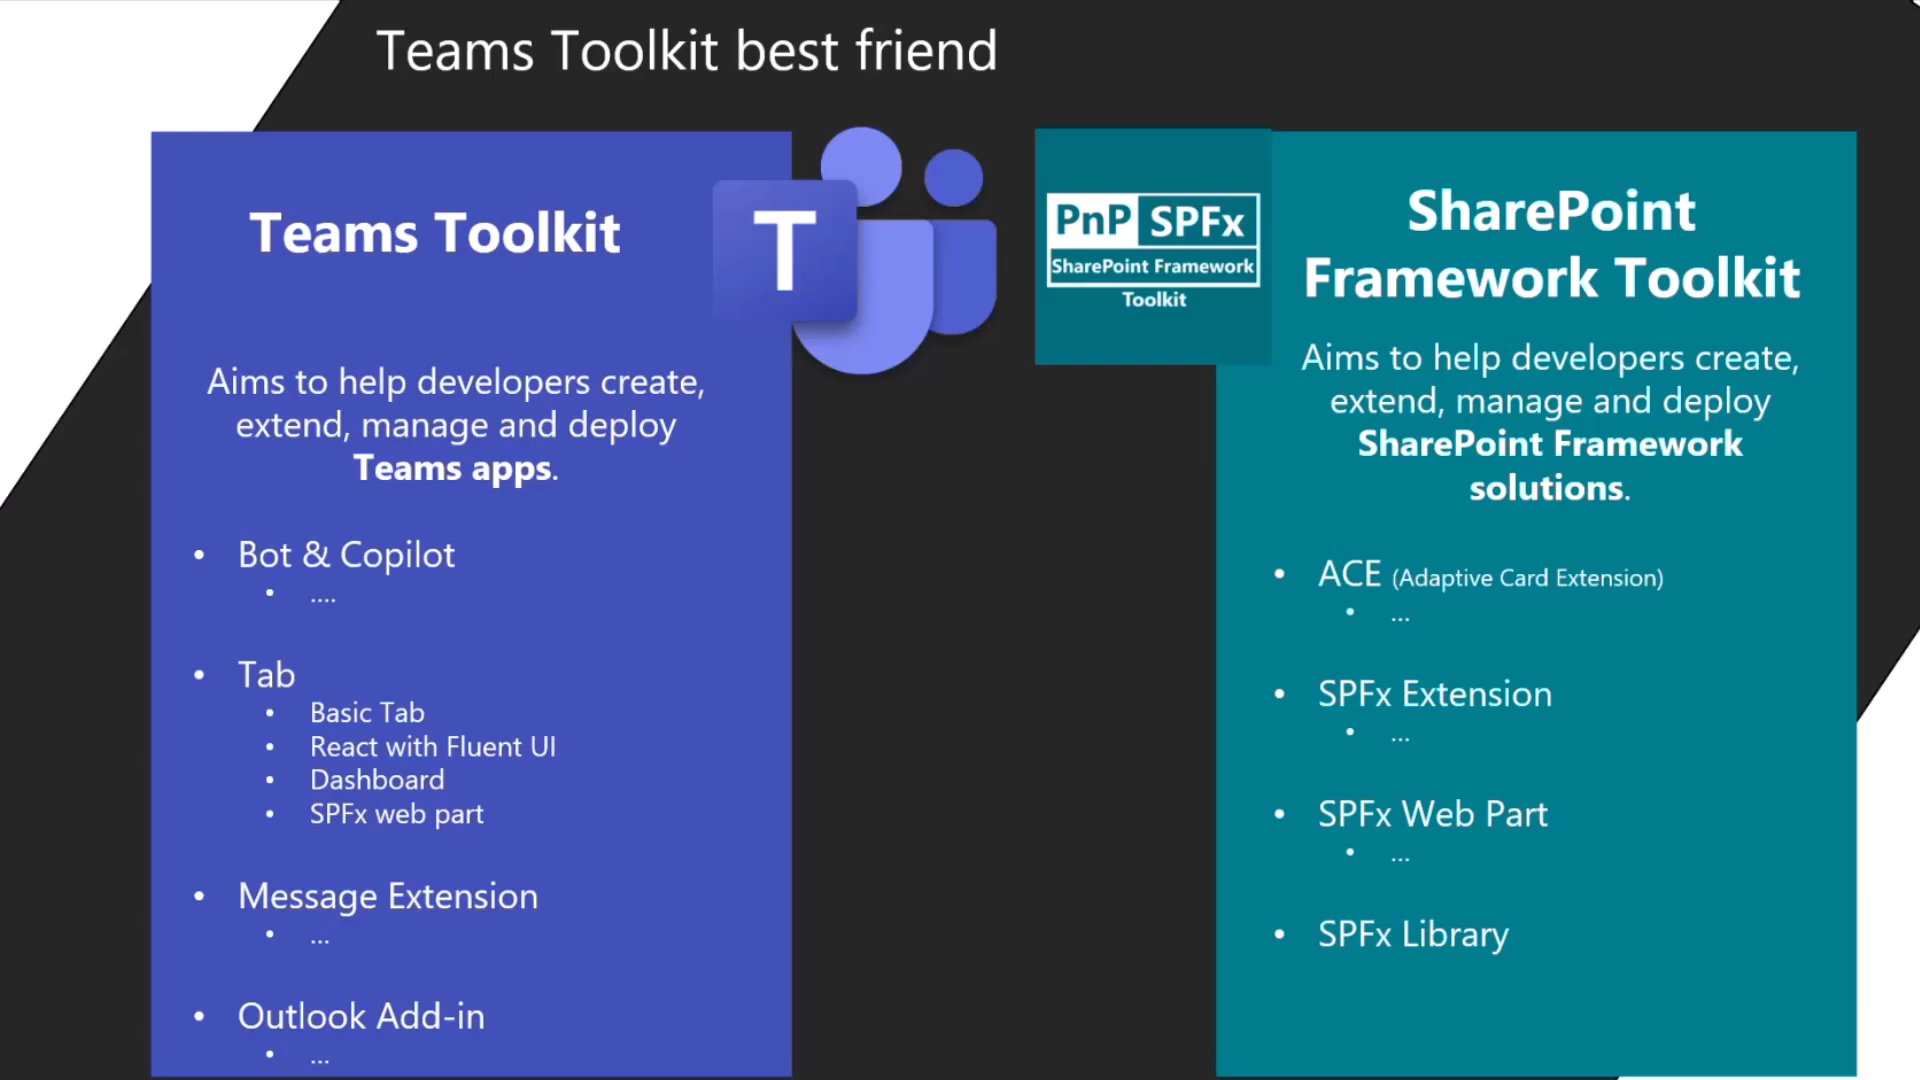 Teams Toolkit best friend
Teams Toolkit
Aims to help developers create,
extend, manage and deploy
Teams apps.
• Bot & Copilot
• ....
• Tab
• Basic Tab
• React with Fluent UI
• Dashboard
• SPFx web part
• Message Extension
• ...
• Outlook Add-in
• ...
T
PnP SPFx
SharePoint Framework
Toolkit
SharePoint
Framework Toolkit
Aims to help developers create,
extend, manage and deploy
SharePoint Framework
solutions.
• ACE (Adaptive Card Extension)
• ...
• SPFx Extension
• ...
• SPFx Web Part
• ...
• SPFx Library